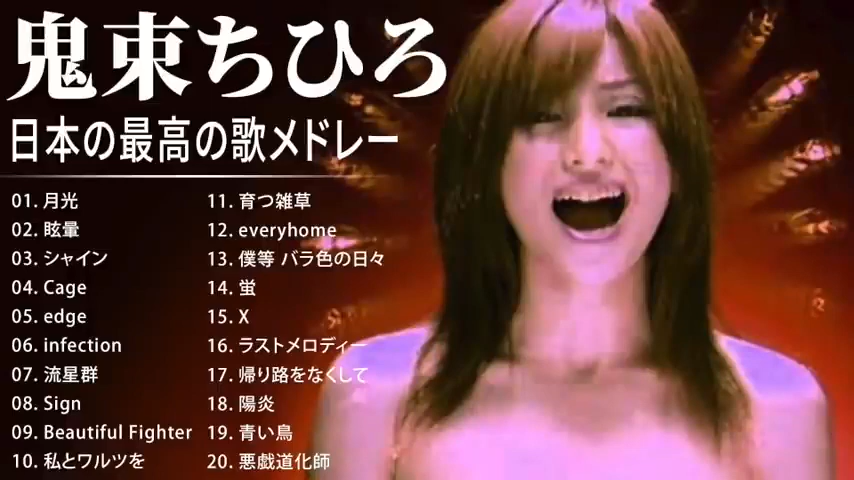 鬼束ちひろ
日本の最高の歌メドレー
01. 月光
02. 眩暈
03. シャイン
04. Cage
05. edge
06. infection
07. 流星群
08. Sign
09. Beautiful Fighter
10. 私とワルツを
11. 育つ雑草
12. everyhome
13. 僕等 バラ色の日々
14. 蛍
15. X
16. ラストメロディー
17. 帰り路をなくして
18. 陽炎
19. 青い鳥
20. 悪戯道化師